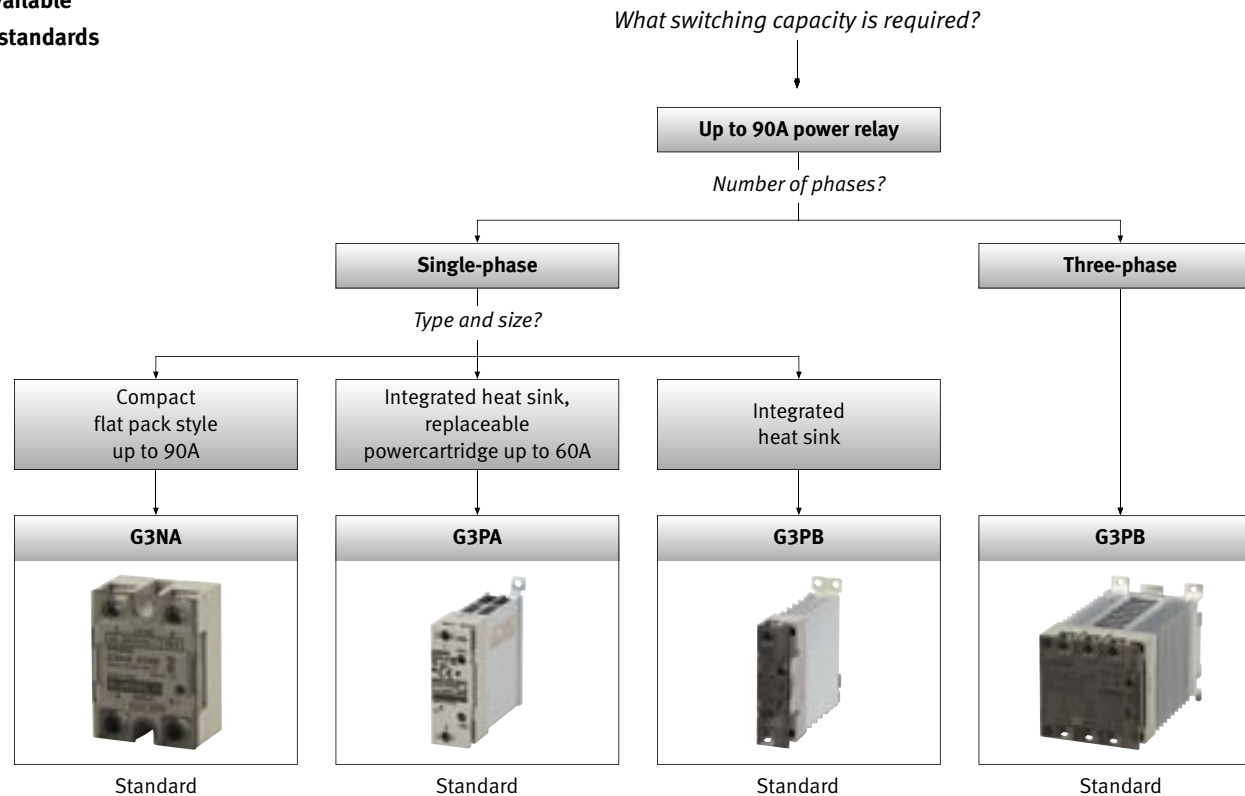 standards
What switching capacity is required?
Up to 90A power relay
Number of phases?
Single-phase
Three-phase
Type and size?
Compact
flat pack style
up to 90A
Integrated heat sink,
replaceable
powercartridge up to 60A
Integrated
heat sink
G3NA
G3PA
G3PB
G3PB
Standard
Standard
Standard
Standard